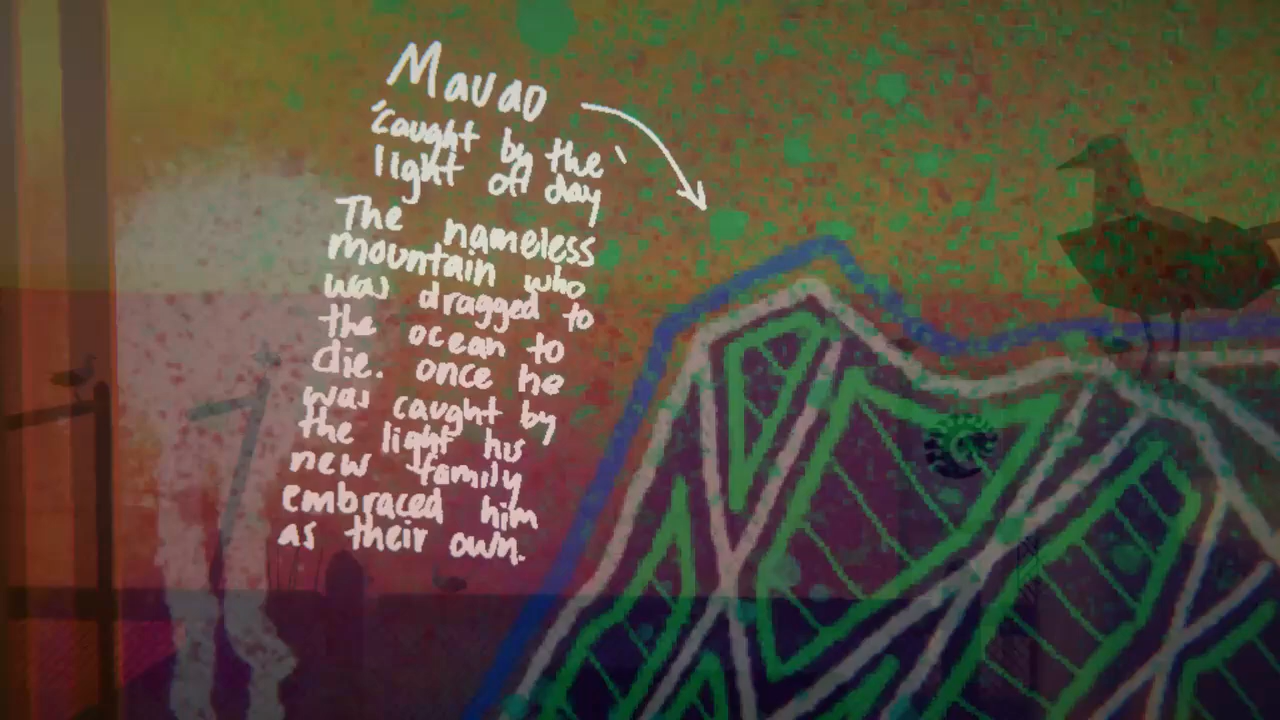 Mauao
'caught by the '
light off day
The nameless
mountain who
was dragged to
the ocean to
die. once he
was caught by
the light his
new family
embraced him
as their own.